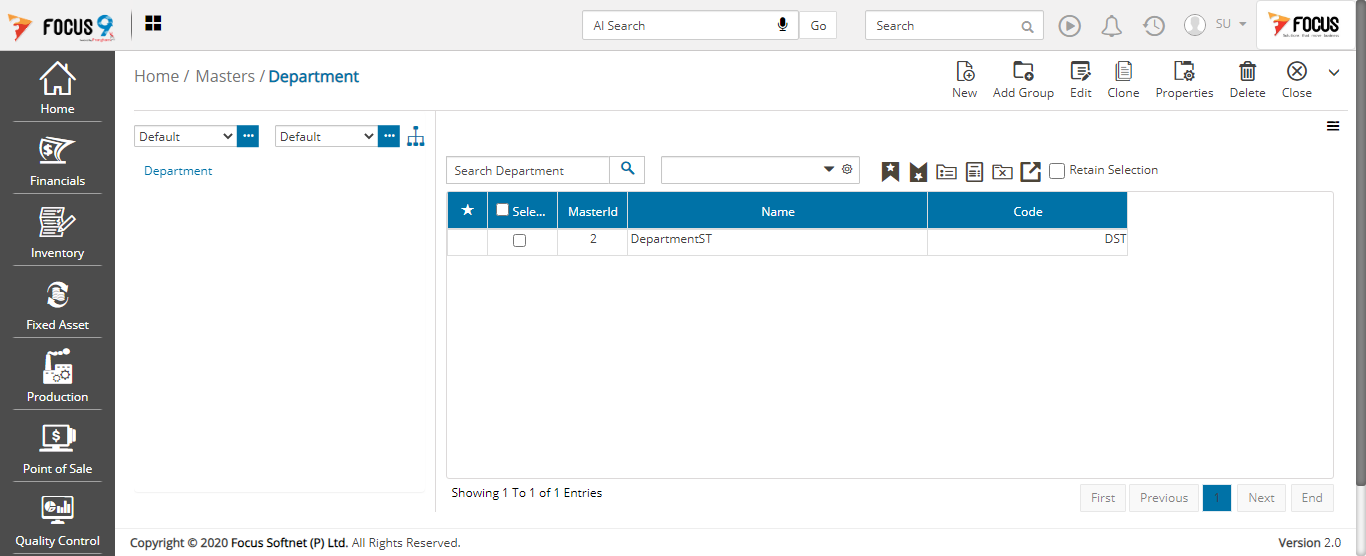 FOCUS 9
AI Search
Go
Search
SU
FOCUS
Home
Financials
Inventory
Fixed Asset
Production
Point of Sale
Quality Control
Home / Masters / Department
New
Add Group
Edit
Clone
Properties
Delete
Close
Default
Default
Department
Search Department
Retain Selection
Sele...
MasterId
Name
Code
2
DepartmentST
DST
Showing 1 To 1 of 1 Entries
First
Previous
1
Next
End
Copyright © 2020 Focus Softnet (P) Ltd. All Rights Reserved.
Version 2.0